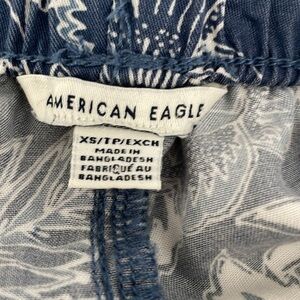 AMERICAN EAGLE
XS/TP/EXCH
MADE IN
BANGLADESH
FABRIQUÉ AU
BANGLADESH